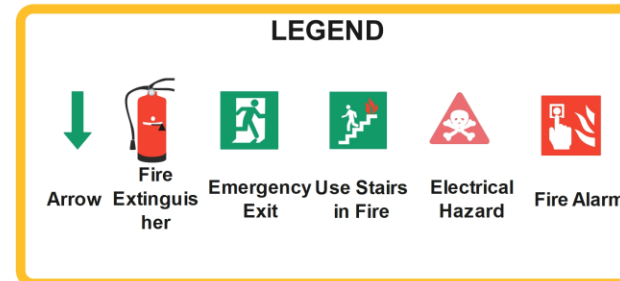 LEGEND
Arrow
Fire
Extinguis
her
Emergency
Exit
Use Stairs
in Fire
Electrical
Hazard
Fire Alarm